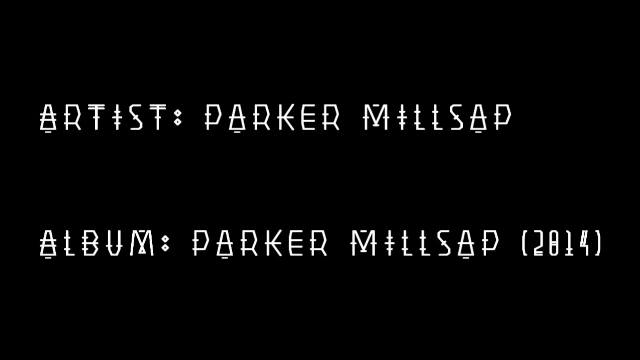 ARTIST: PARKER MILLSAP
ALBUM: PARKER MILLSAP (2014)